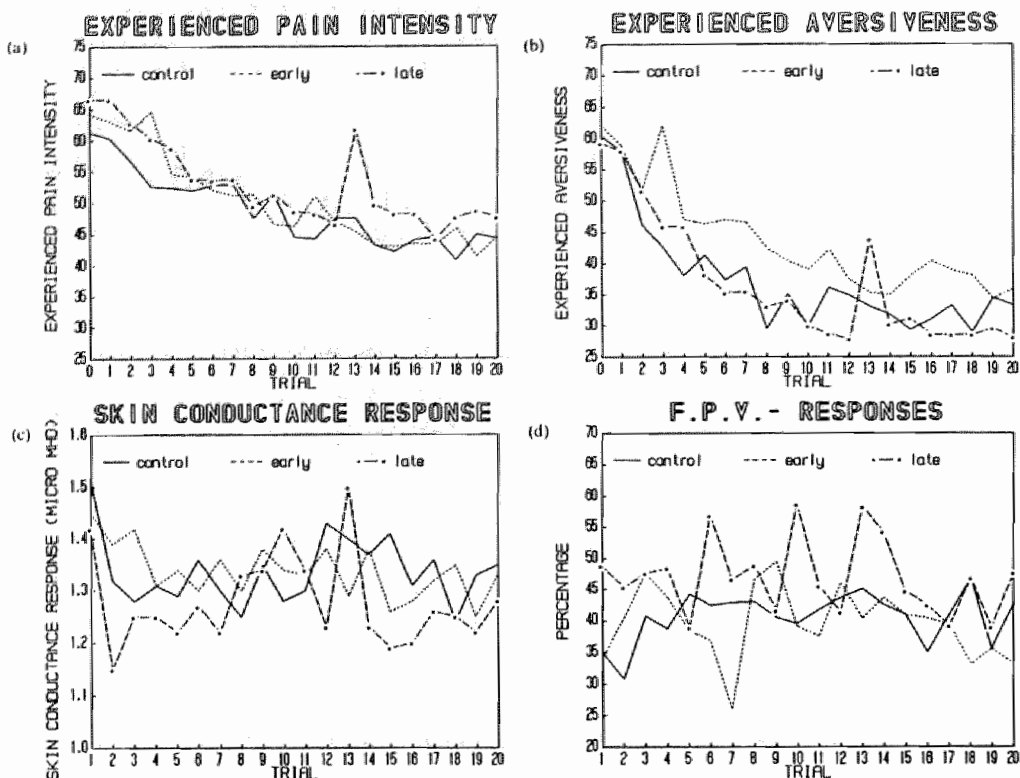 EXPERIENCED PAIN INTENSITY
(a)
75
70
65
60
55
50
45
40
35
30
25
EXPERIENCED PAIN INTENSITY
control early late
0 1 2 3 4 5 6 7 8 9 10 11 12 13 14 15 16 17 18 19 20
TRIAL
EXPERIENCED AVERSIVENESS
(b)
75
70
65
60
55
50
45
40
35
30
25
EXPERIENCED AVERSIVENESS
control early late
0 1 2 3 4 5 6 7 8 9 10 11 12 13 14 15 16 17 18 19 20
TRIAL
SKIN CONDUCTANCE RESPONSE
(c)
1.6
1.5
1.4
1.3
1.2
1.1
1.0
SKIN CONDUCTANCE RESPONSE (MICRO MHO)
control early late
1 2 3 4 5 6 7 8 9 10 11 12 13 14 15 16 17 18 19 20
TRIAL
F.P.V.- RESPONSES
(d)
70
65
60
55
50
45
40
35
30
25
20
PERCENTAGE
control early late
1 2 3 4 5 6 7 8 9 10 11 12 13 14 15 16 17 18 19 20
TRIAL